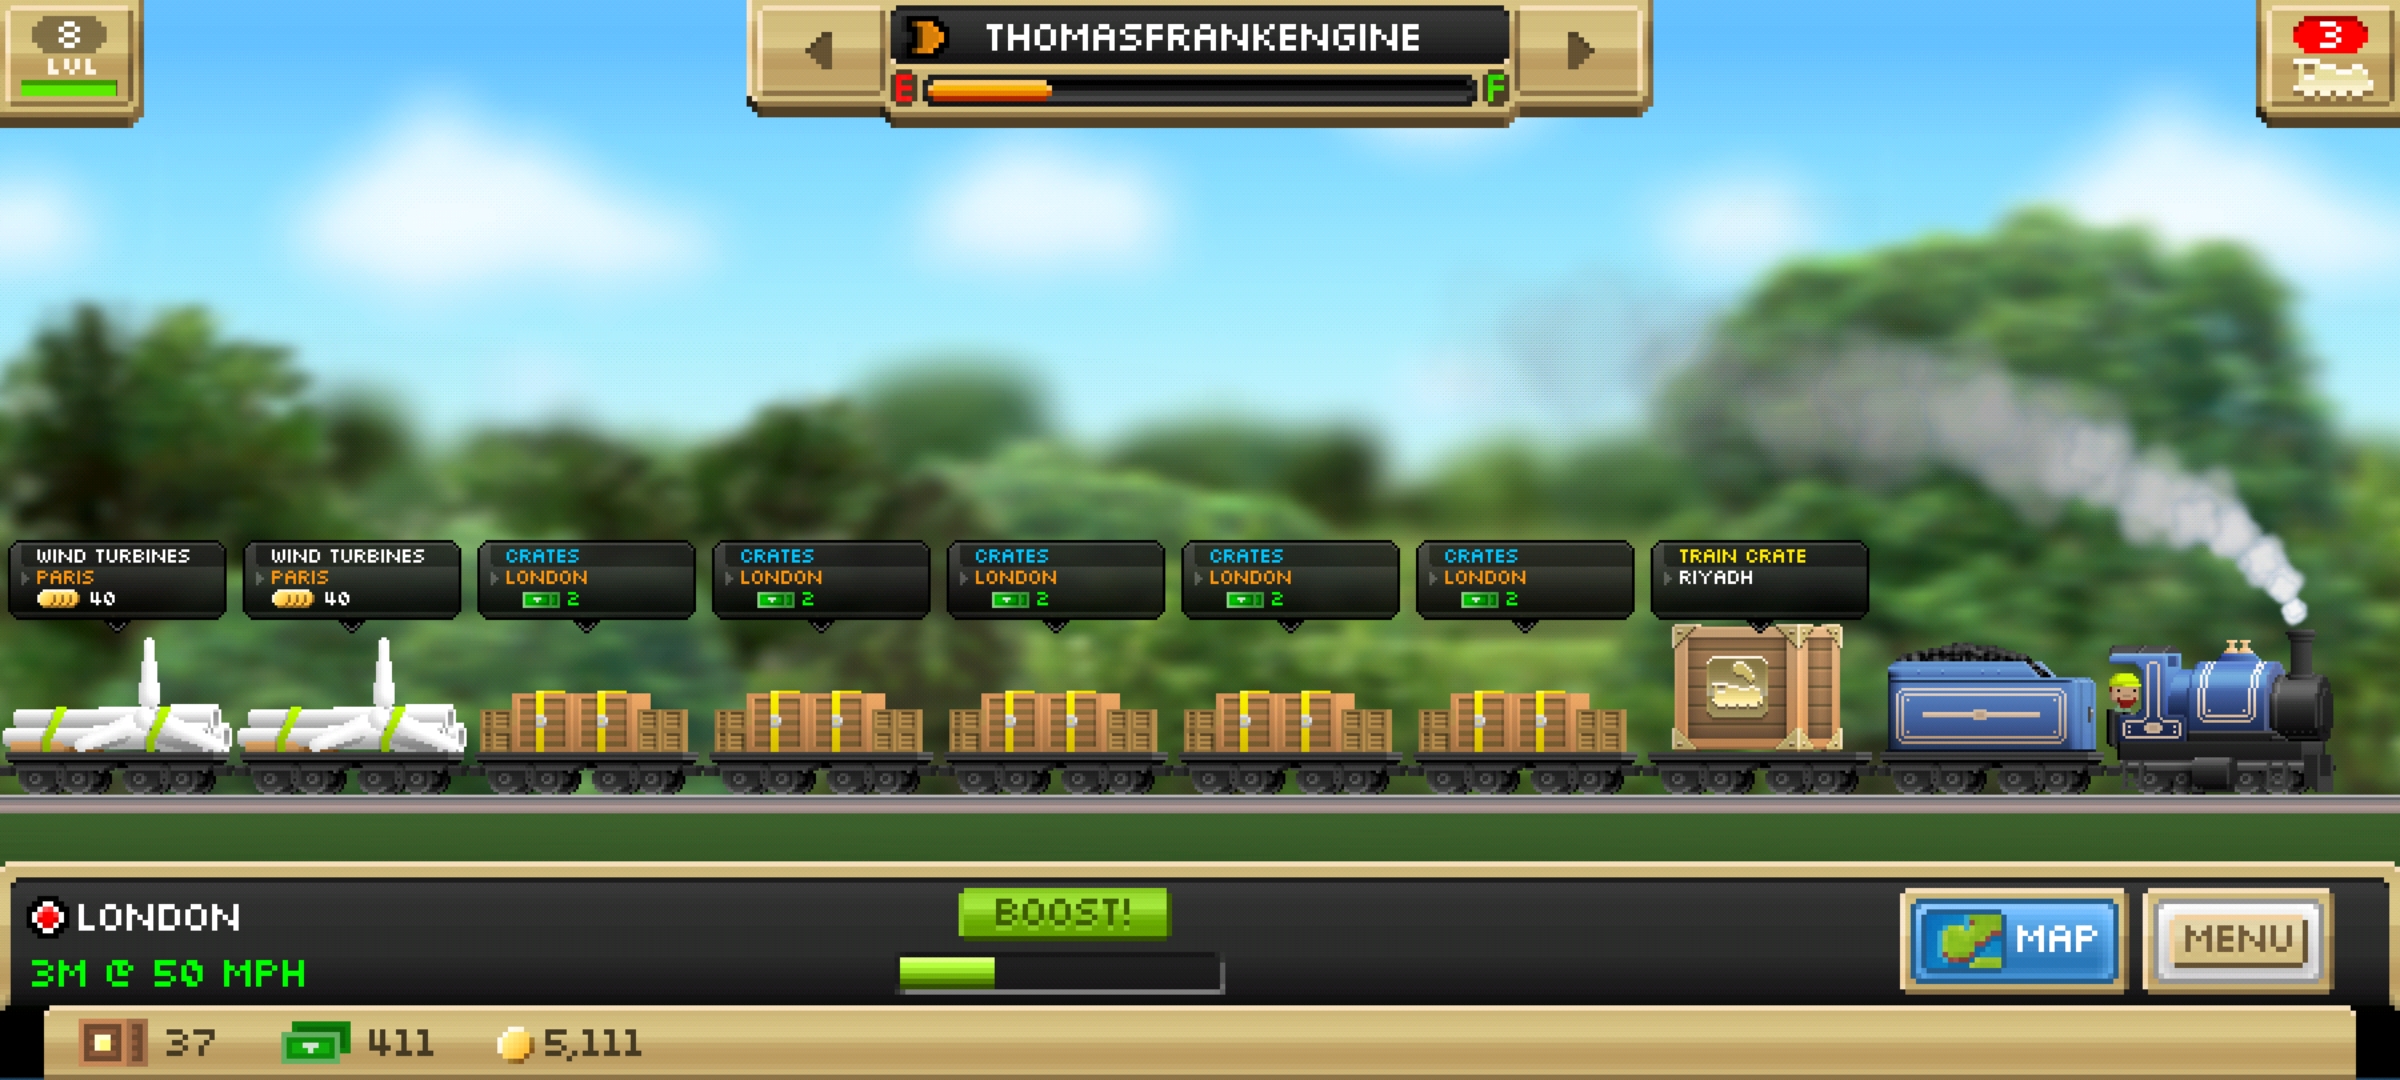 8
LVL
THOMASFRANKENGINE
E F
3
WIND TURBINES
PARIS
40
WIND TURBINES
PARIS
40
CRATES
LONDON
2
CRATES
LONDON
2
CRATES
LONDON
2
CRATES
LONDON
2
CRATES
LONDON
2
TRAIN CRATE
RIYADH
LONDON
3M @ 50 MPH
BOOST!
MAP
MENU
37
411
5,111